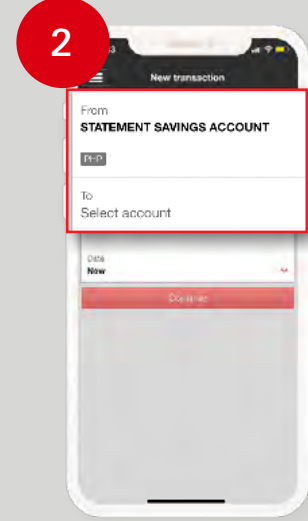 2
New transaction
From
STATEMENT SAVINGS ACCOUNT
PHP
To
Select account
Date
Now
Continue